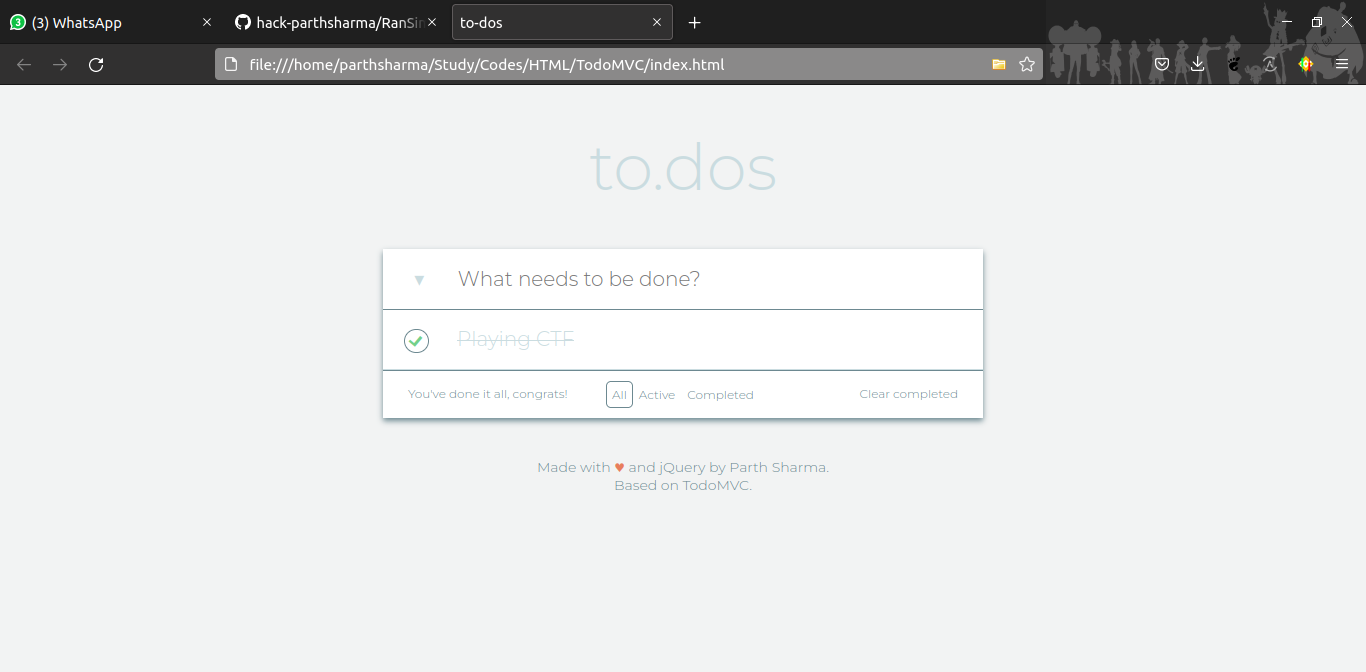 3 (3) WhatsApp
hack-parthsharma/RanSin
to-dos
file:///home/parthsharma/Study/Codes/HTML/TodoMVC/index.html
to.dos
What needs to be done?
Playing CTF
You've done it all, congrats! All Active Completed Clear completed
Made with ♥ and jQuery by Parth Sharma.
Based on TodoMVC.